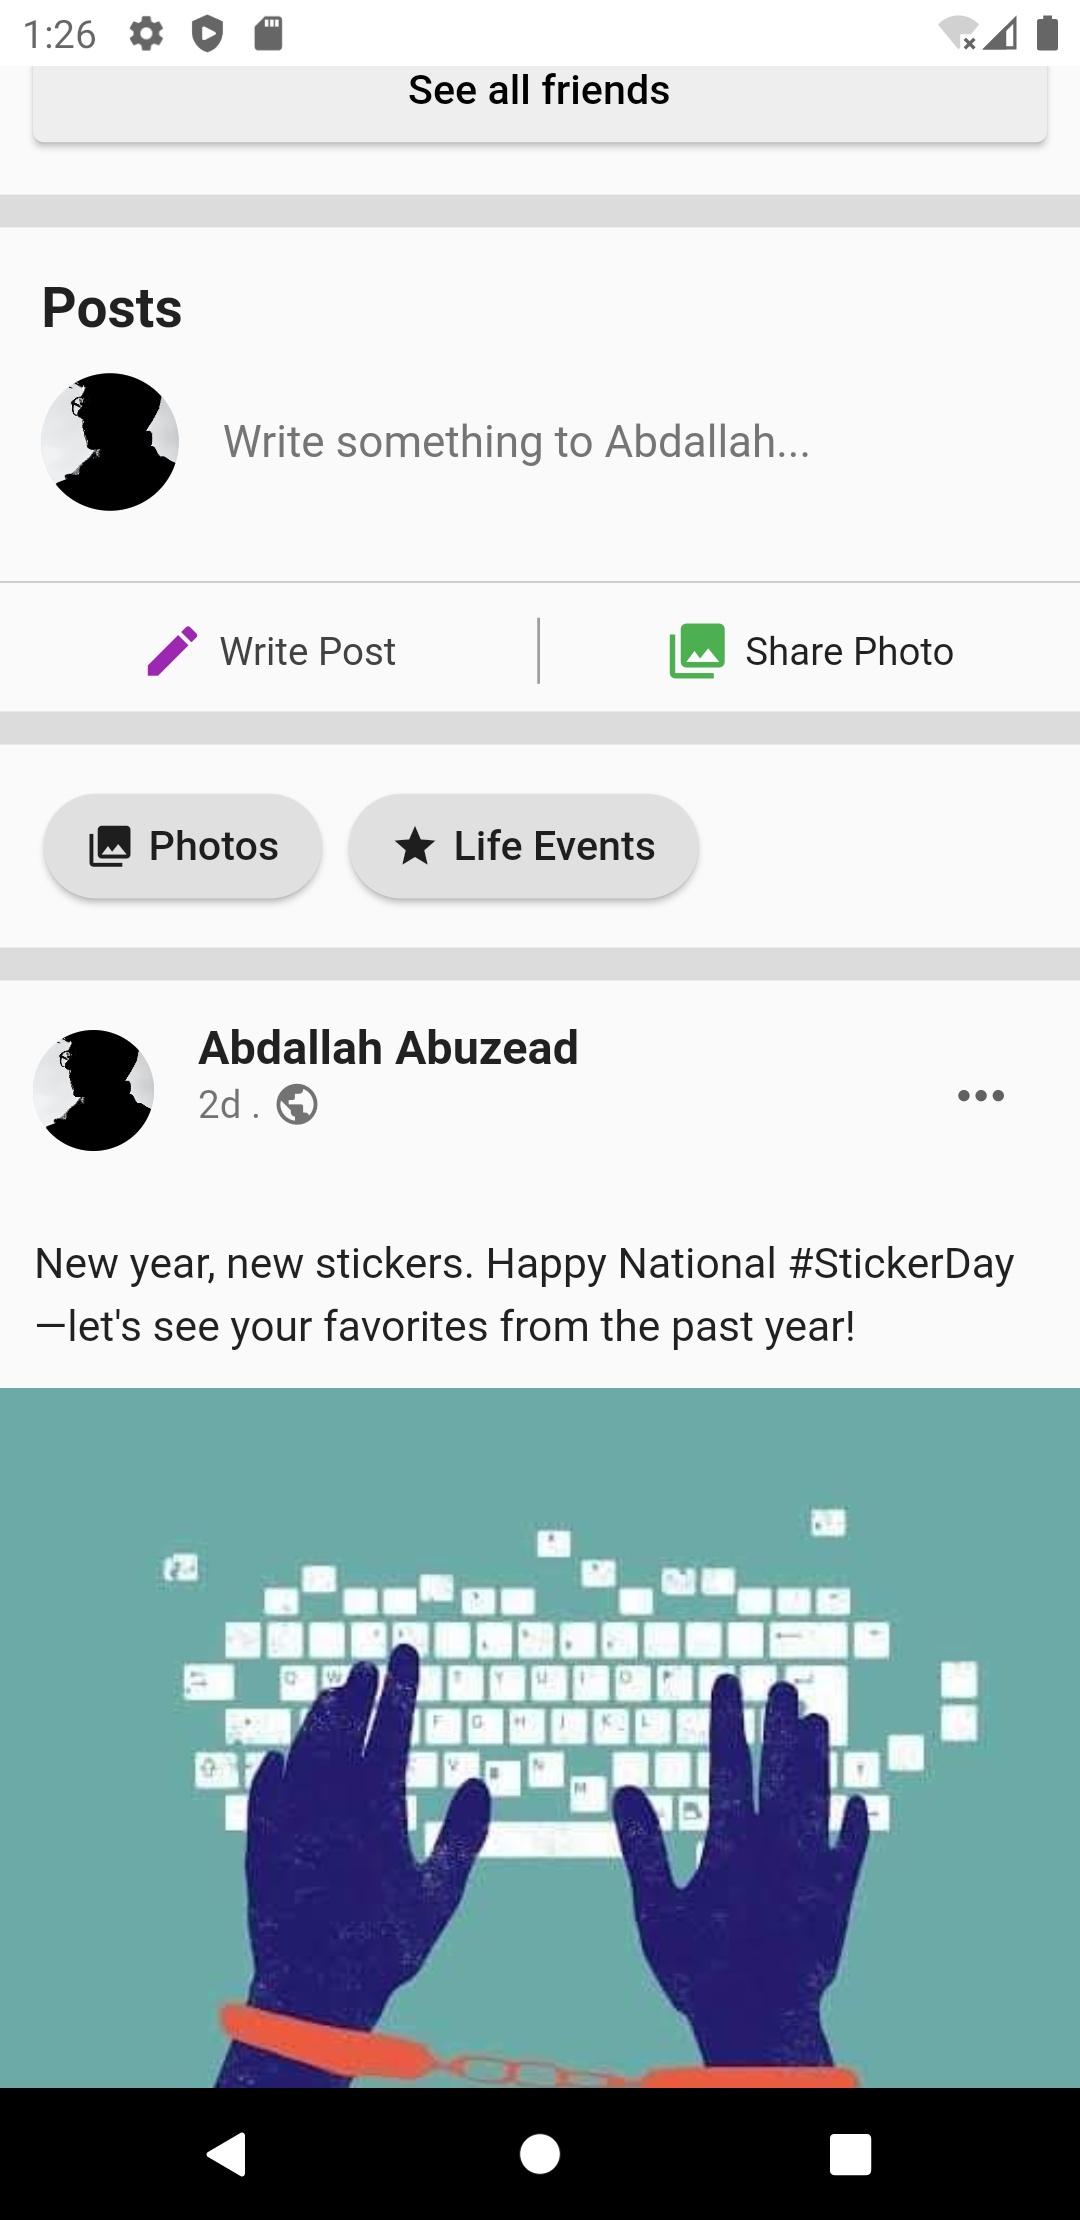 1:26
See all friends
Posts
Write something to Abdallah...
Write Post
Share Photo
Photos
Life Events
Abdallah Abuzead
2d .
New year, new stickers. Happy National #StickerDay
—let's see your favorites from the past year!
T Y U I O P
F G H J K L
V N
M